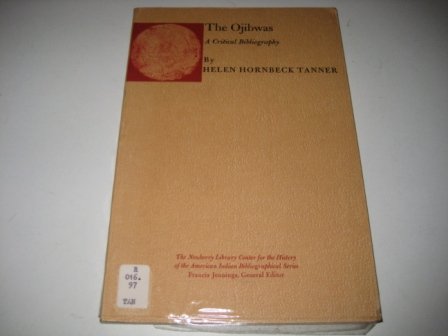 The Ojibwas
A Critical Bibliography
By
HELEN HORNBECK TANNER
The Newberry Library Center for the History
of the American Indian Bibliographical Series
Francis Jennings, General Editor
R
016.
97
TAN